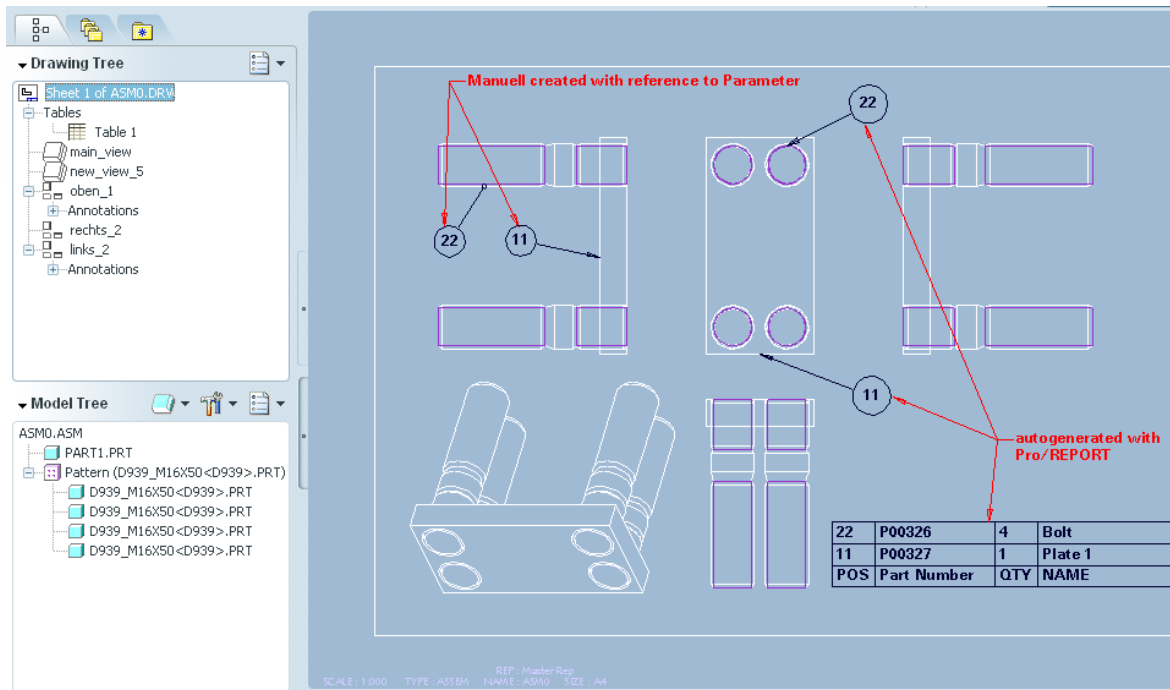 Drawing Tree
Sheet 1 of ASM0.DRW
Tables
Table 1
main_view
new_view_5
oben_1
Annotations
rechts_2
links_2
Annotations
Model Tree
ASM0.ASM
PART1.PRT
Pattern (D939_M16X50<D939>.PRT)
D939_M16X50<D939>.PRT
D939_M16X50<D939>.PRT
D939_M16X50<D939>.PRT
D939_M16X50<D939>.PRT
Manuell created with reference to Parameter
22
22
11
11
autogenerated with
Pro/REPORT
22 P00326 4 Bolt
11 P00327 1 Plate 1
POS Part Number QTY NAME
REP : Master Rep
SCALE : 1.000 TYPE : ASSEM NAME : ASM0 SIZE : A4